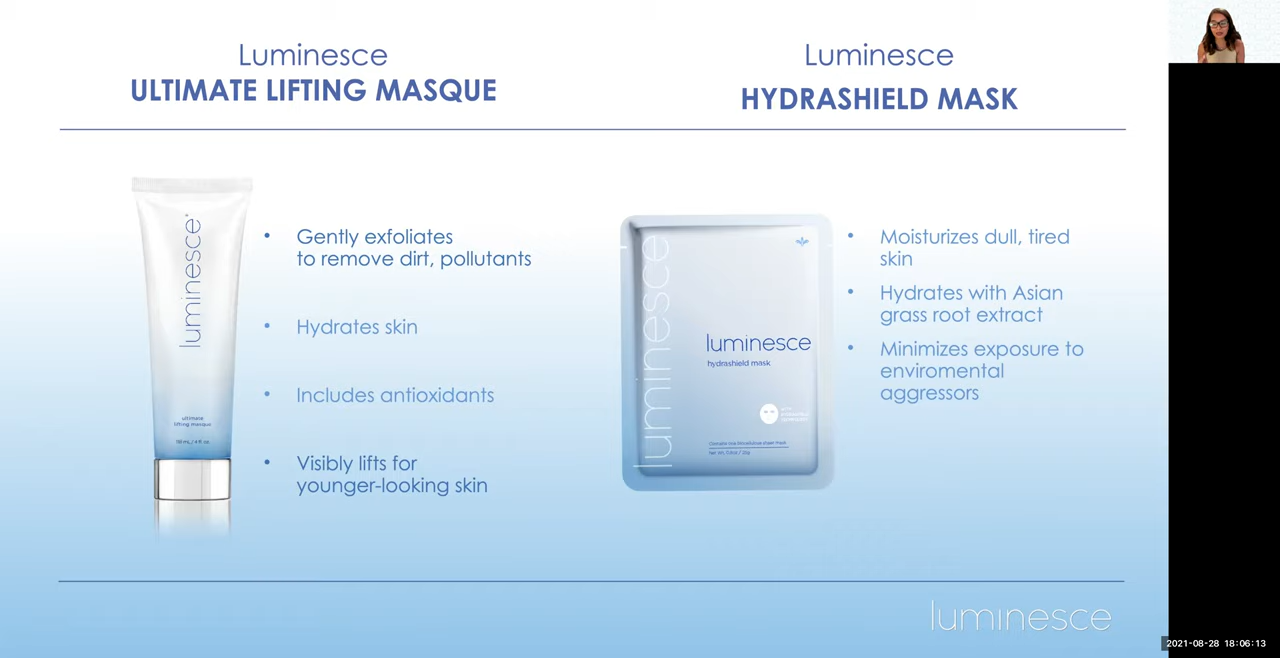 Luminesce
ULTIMATE LIFTING MASQUE
Luminesce
HYDRASHIELD MASK
luminesce
ultimate
lifting masque
• Gently exfoliates
to remove dirt, pollutants
• Hydrates skin
• Includes antioxidants
• Visibly lifts for
younger-looking skin
luminesce
luminesce
hydrashield mask
• Moisturizes dull, tired
skin
• Hydrates with Asian
grass root extract
• Minimizes exposure to
enviromental
aggressors
luminesce
2021-08-28 18:06:13